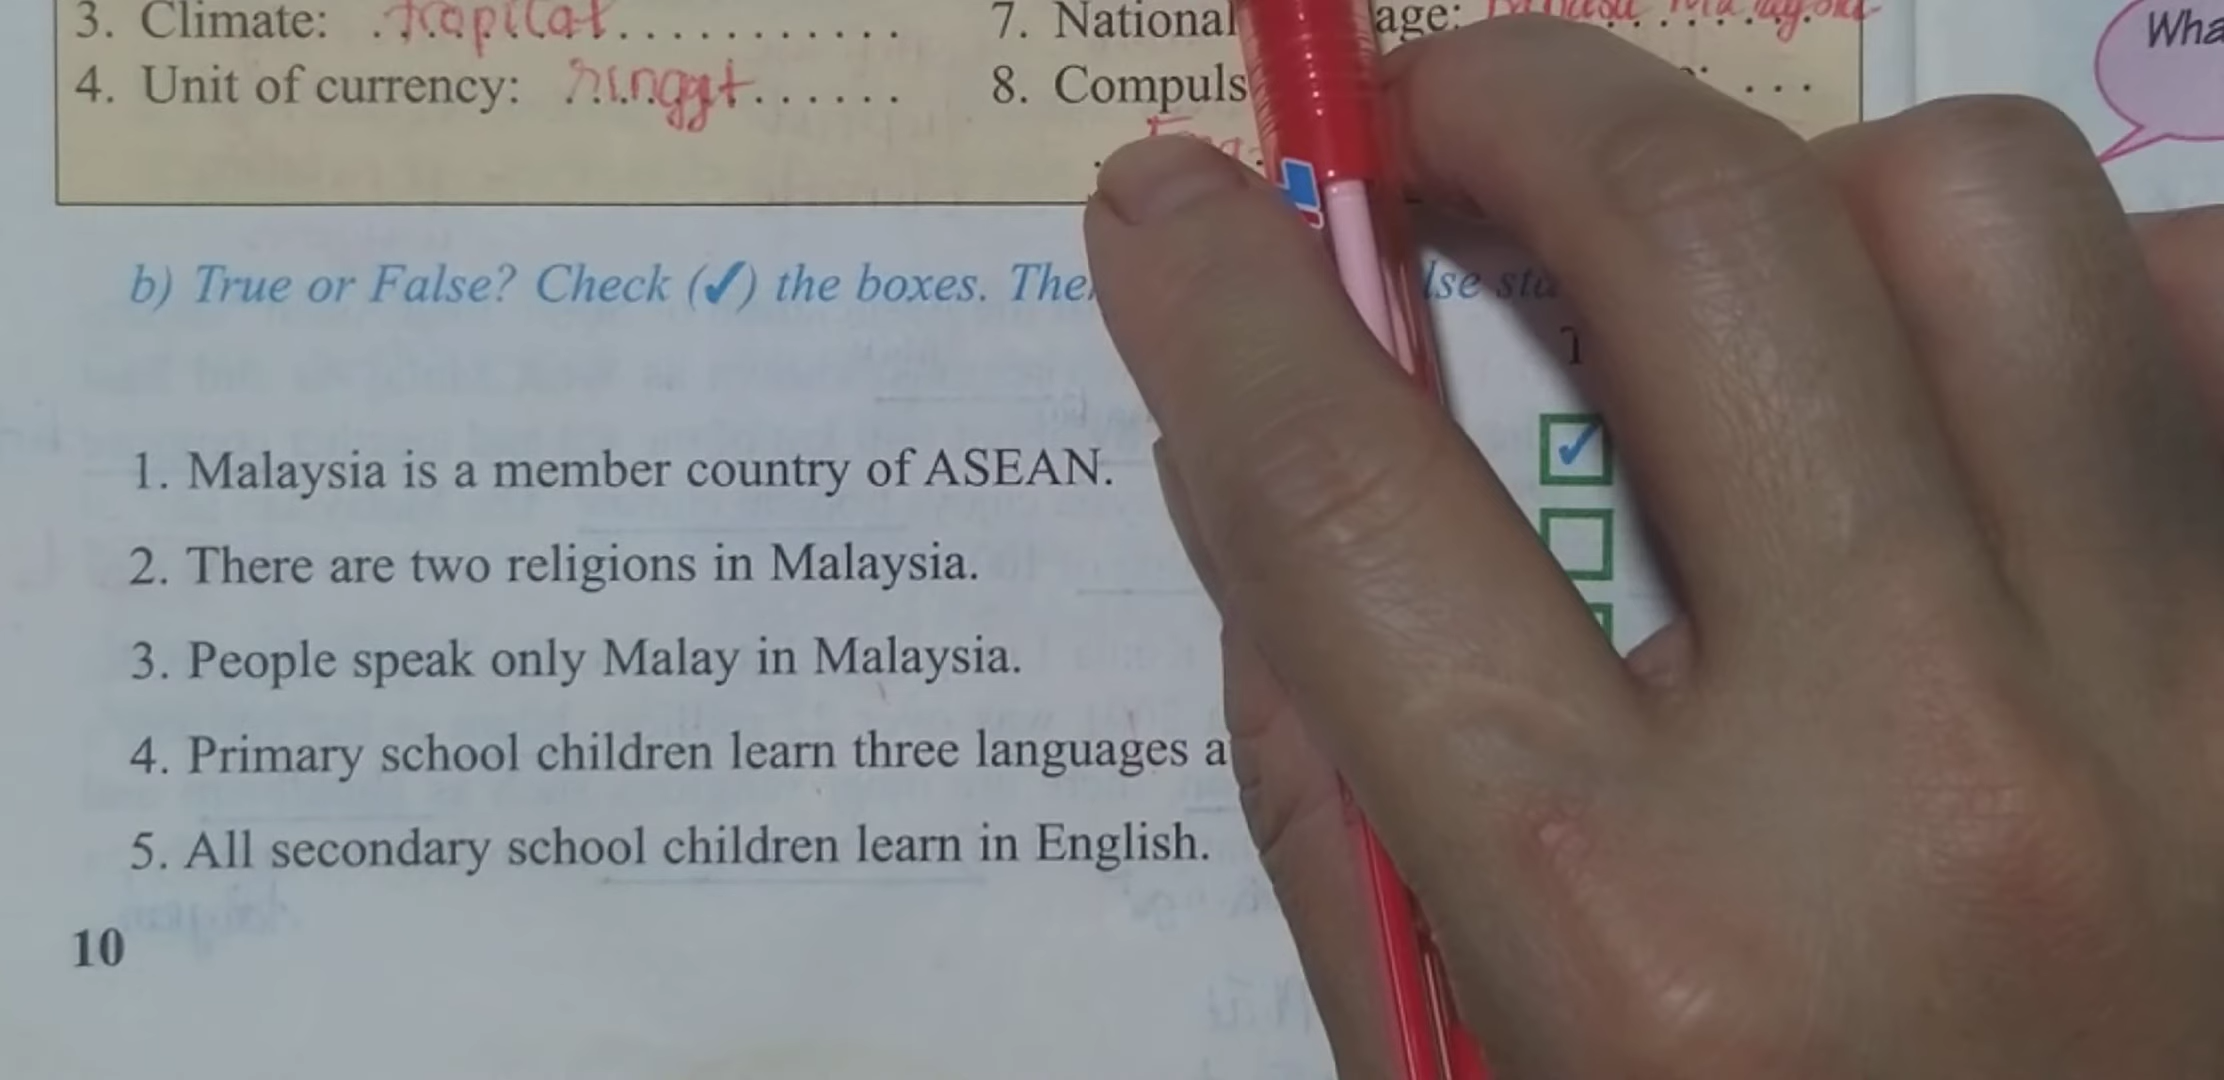 3. Climate: .tropical...........
7. National age: Bahasa Malaysia
4. Unit of currency: ringgt......
8. Compuls ...
b) True or False? Check (✓) the boxes. The lse sta
T
✓
1. Malaysia is a member country of ASEAN.
2. There are two religions in Malaysia.
3. People speak only Malay in Malaysia.
4. Primary school children learn three languages a
5. All secondary school children learn in English.
10
Wha